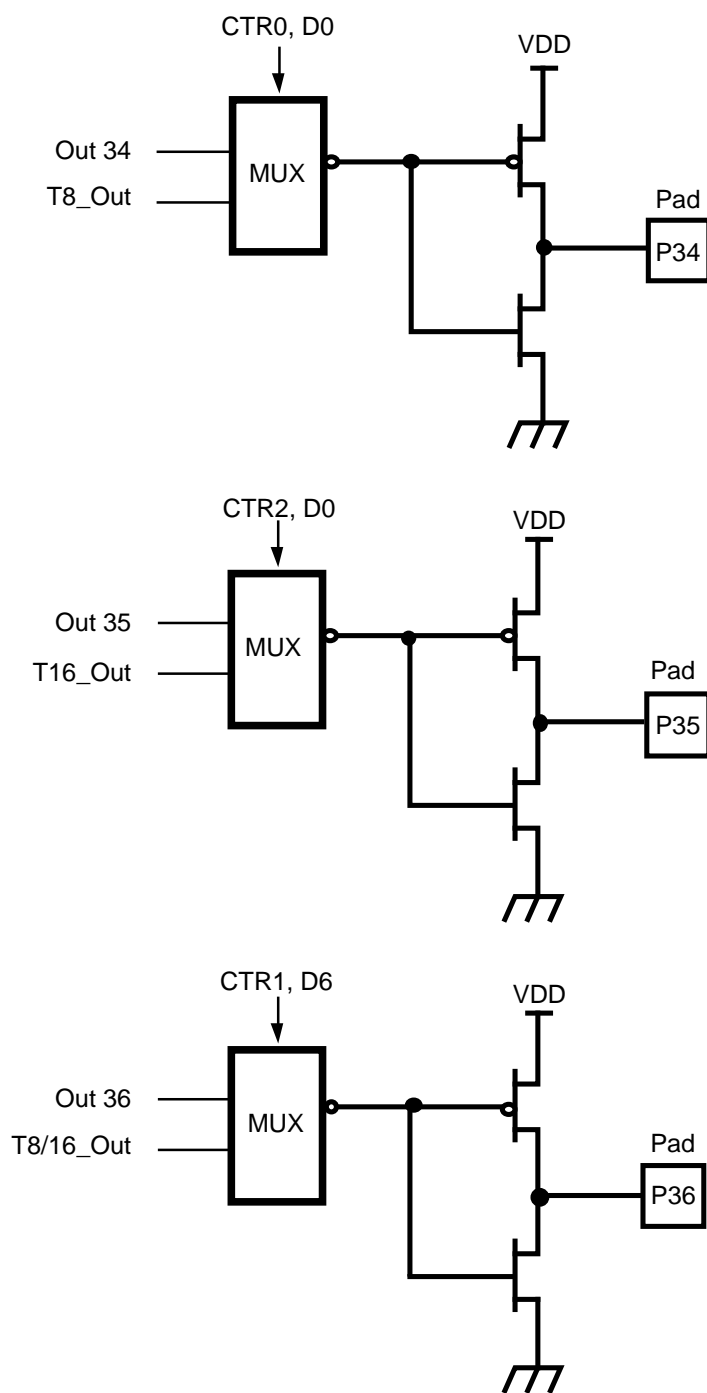 CTR0, D0
VDD
Out 34
MUX
T8_Out
Pad
P34
CTR2, D0
VDD
Out 35
MUX
T16_Out
Pad
P35
CTR1, D6
VDD
Out 36
MUX
T8/16_Out
Pad
P36